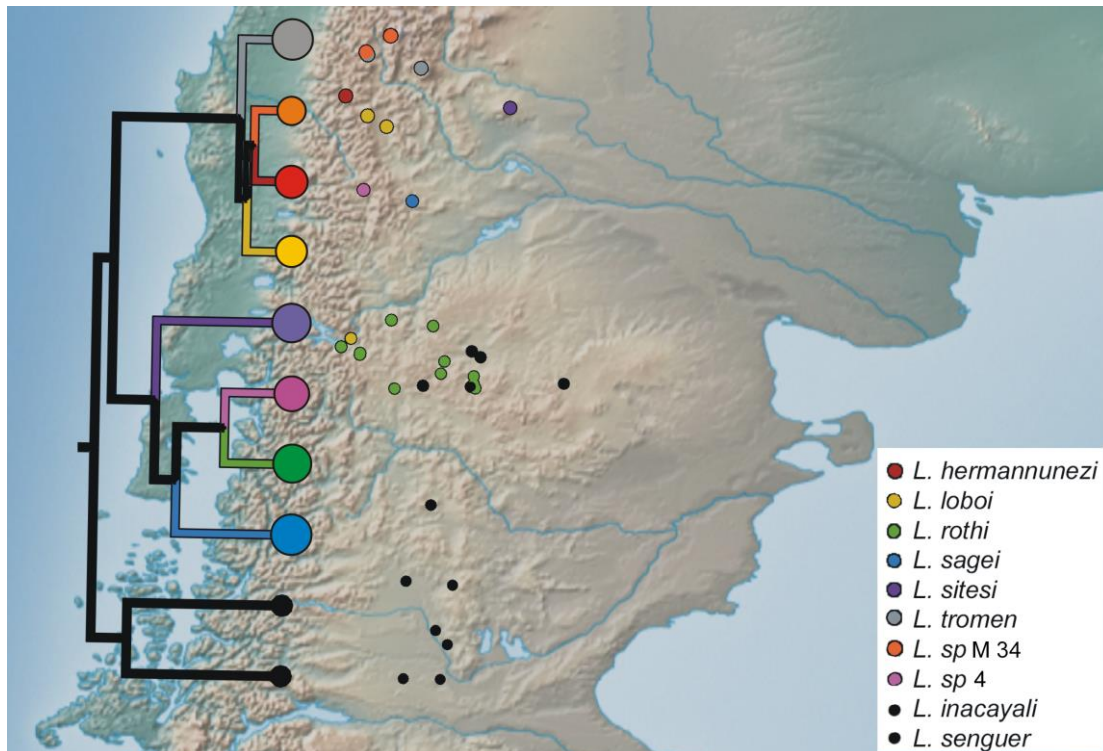 L. hermannunezi
L. loboi
L. rothi
L. sagei
L. sitesi
L. tromen
L. sp M 34
L. sp 4
L. inacayali
L. senguer